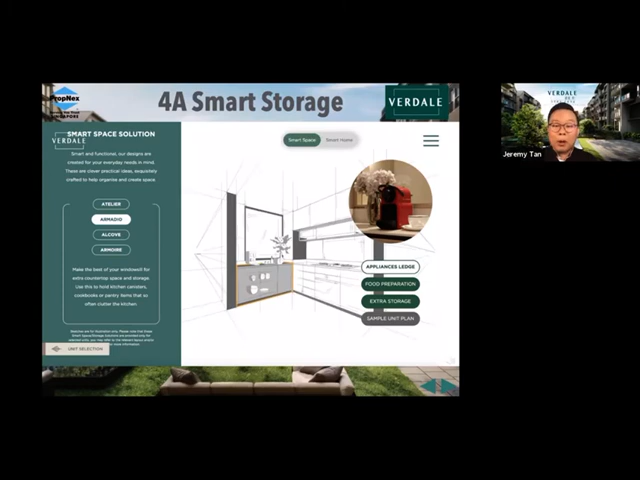 PropNex
SINGAPORE
4A Smart Storage
VERDALE
SMART SPACE SOLUTION
VERDALE
Smart and functional, our designs are
created for your everyday needs in mind.
These are clever practical ideas, exquisitely
crafted to help organise and create space.
ATELIER
ARMADIO
ALCOVE
ARMOIRE
Make the best of your windowsill for
extra countertop space and storage.
Use this to hold kitchen canisters,
cookbooks or pantry items that so
often clutter the kitchen.
UNIT SELECTION
Smart Space
Smart Home
APPLIANCES LEDGE
FOOD PREPARATION
EXTRA STORAGE
SAMPLE UNIT PLAN
VERDALE
Jeremy Tan